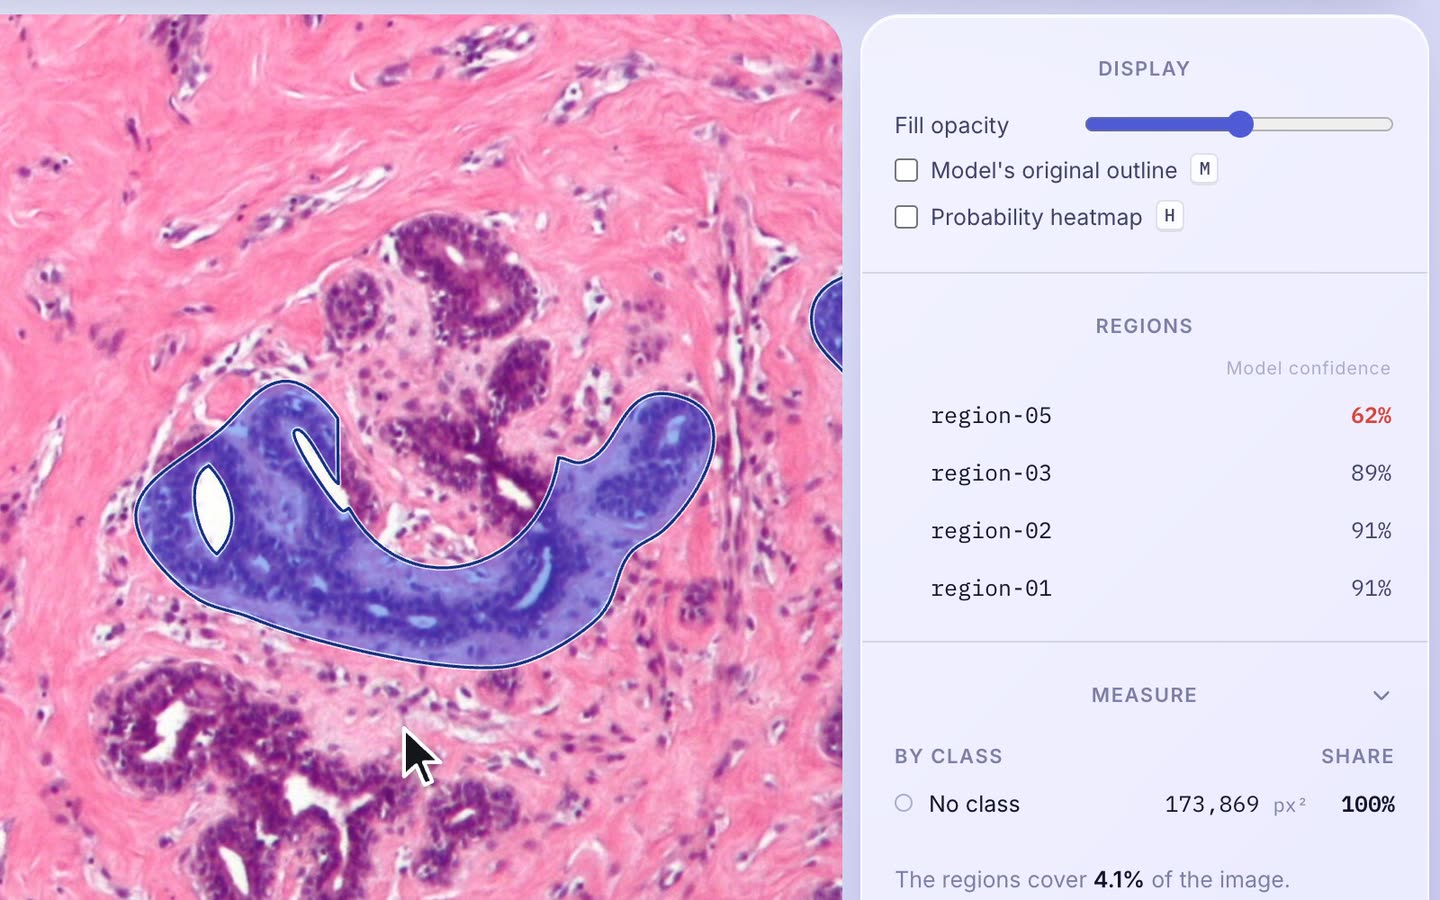 DISPLAY
Fill opacity
Model's original outline M
Probability heatmap H
REGIONS
Model confidence
region-05 62%
region-03 89%
region-02 91%
region-01 91%
MEASURE
BY CLASS SHARE
No class 173,869 px² 100%
The regions cover 4.1% of the image.